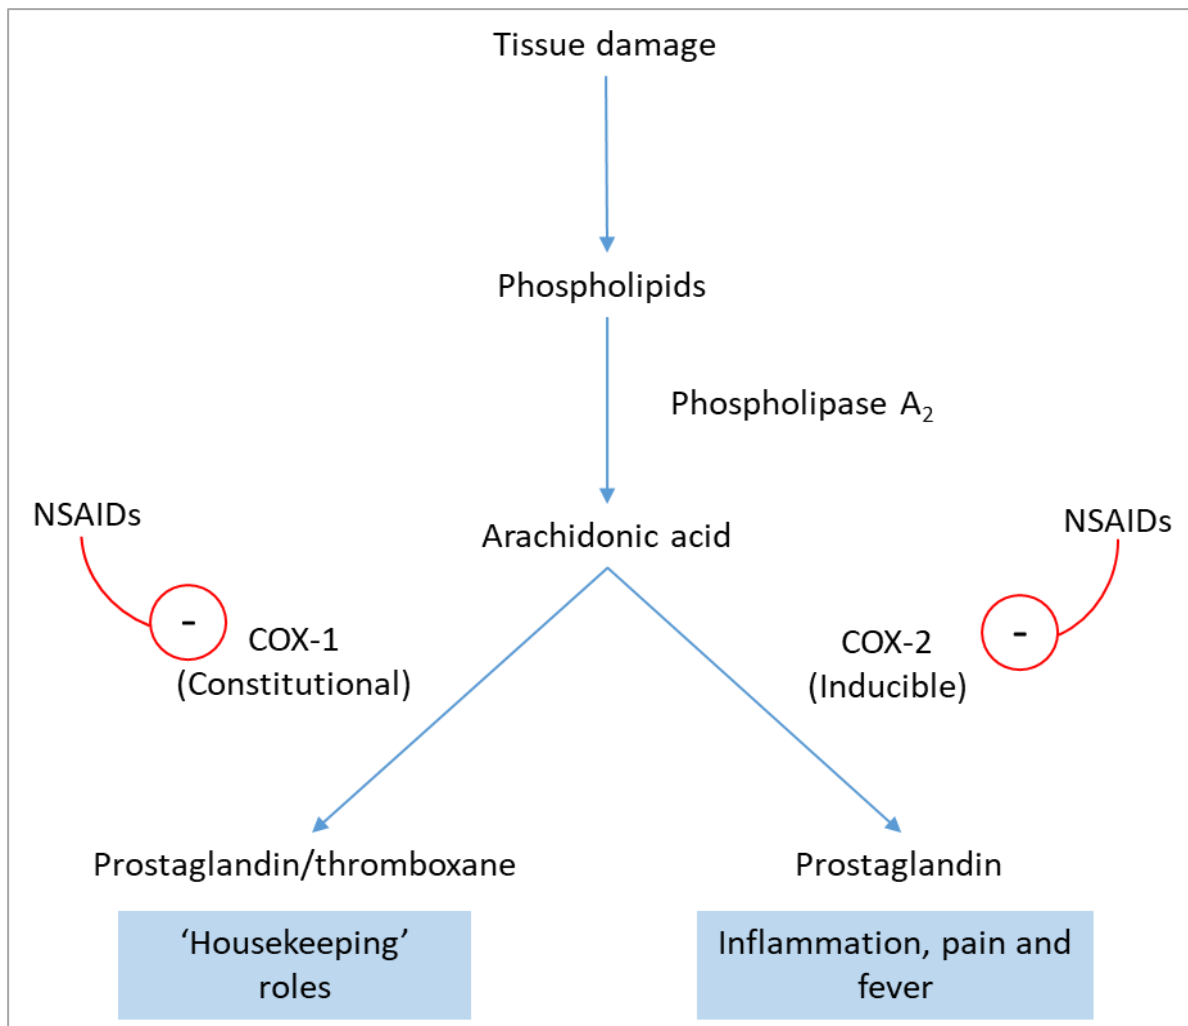 Tissue damage
Phospholipids
Phospholipase A₂
NSAIDs
Arachidonic acid
NSAIDs
-
COX-1
(Constitutional)
COX-2
(Inducible)
-
Prostaglandin/thromboxane
Prostaglandin
‘Housekeeping’
roles
Inflammation, pain and
fever